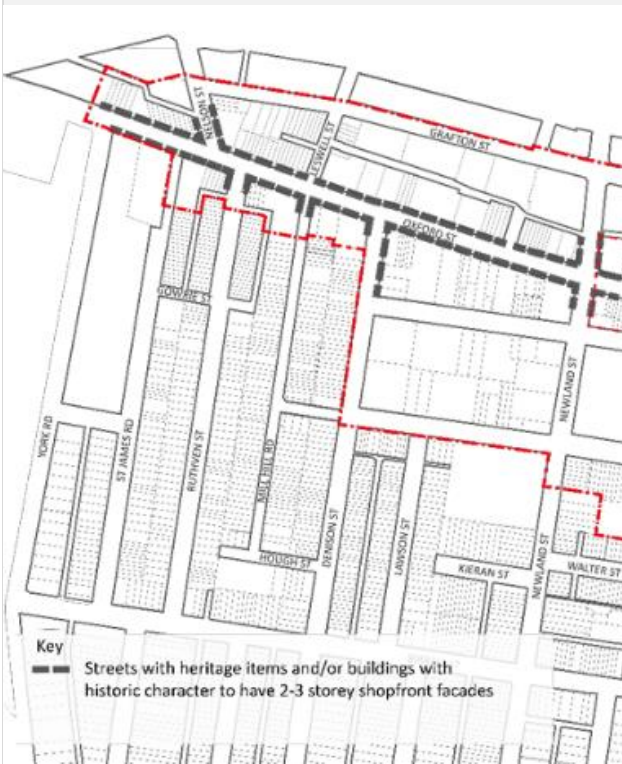 NELSON ST
LESWELL ST
GRAFTON ST
OXFORD ST
GOWRIE ST
NEWLAND ST
YORK RD
ST JAMES RD
RUTHVEN ST
MILL HILL RD
DENISON ST
LAWSON ST
HOUGH ST
KIERAN ST
NEWLAND ST
WALTER ST
Key
Streets with heritage items and/or buildings with
historic character to have 2-3 storey shopfront facades